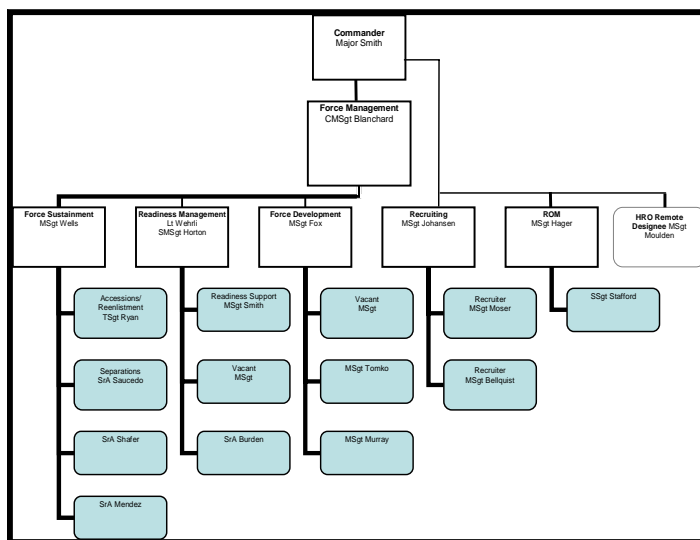 Commander
Major Smith
Force Management
CMSgt Blanchard
Force Sustainment
MSgt Wells
Readiness Management
Lt Wehrli
SMSgt Horton
Force Development
MSgt Fox
Recruiting
MSgt Johansen
ROM
MSgt Hager
HRO Remote
Designee MSgt
Moulden
Accessions/
Reenlistment
TSgt Ryan
Readiness Support
MSgt Smith
Vacant
MSgt
Recruiter
MSgt Moser
SSgt Stafford
Separations
SrA Saucedo
Vacant
MSgt
MSgt Tomko
Recruiter
MSgt Bellquist
SrA Shafer
SrA Burden
MSgt Murray
SrA Mendez